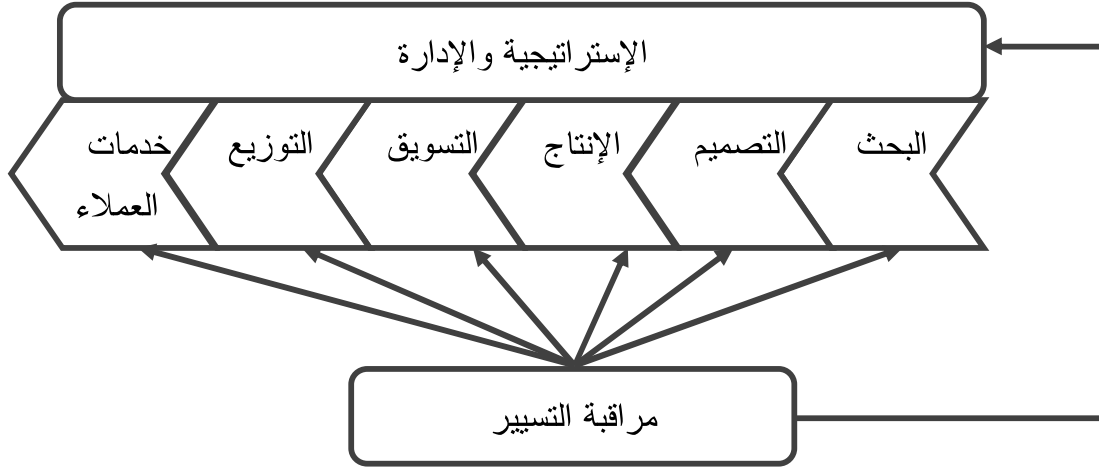 الإستراتيجية والإدارة
البحث
التصميم
الإنتاج
التسويق
التوزيع
خدمات
العملاء
مراقبة التسيير